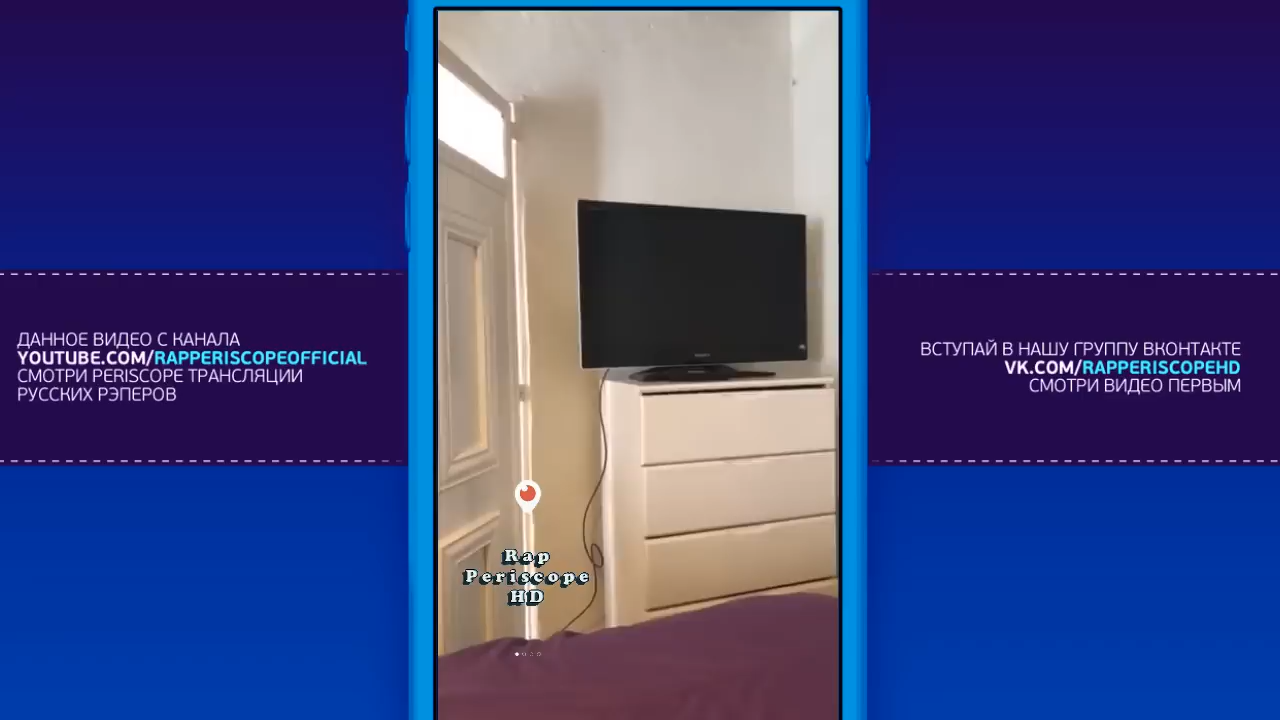 ДАННОЕ ВИДЕО С КАНАЛА
YOUTUBE.COM/RAPPERISCOPEOFFICIAL
СМОТРИ PERISCOPE ТРАНСЛЯЦИИ
РУССКИХ РЭПЕРОВ
Rap
Periscope
HD
ВСТУПАЙ В НАШУ ГРУППУ ВКОНТАКТЕ
VK.COM/RAPPERISCOPEHD
СМОТРИ ВИДЕО ПЕРВЫМ